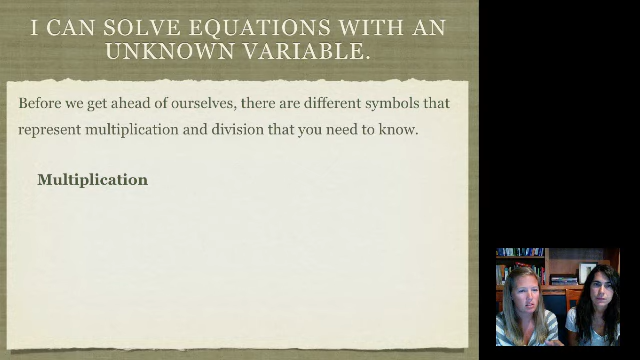 I CAN SOLVE EQUATIONS WITH AN
UNKNOWN VARIABLE.
Before we get ahead of ourselves, there are different symbols that
represent multiplication and division that you need to know.
Multiplication